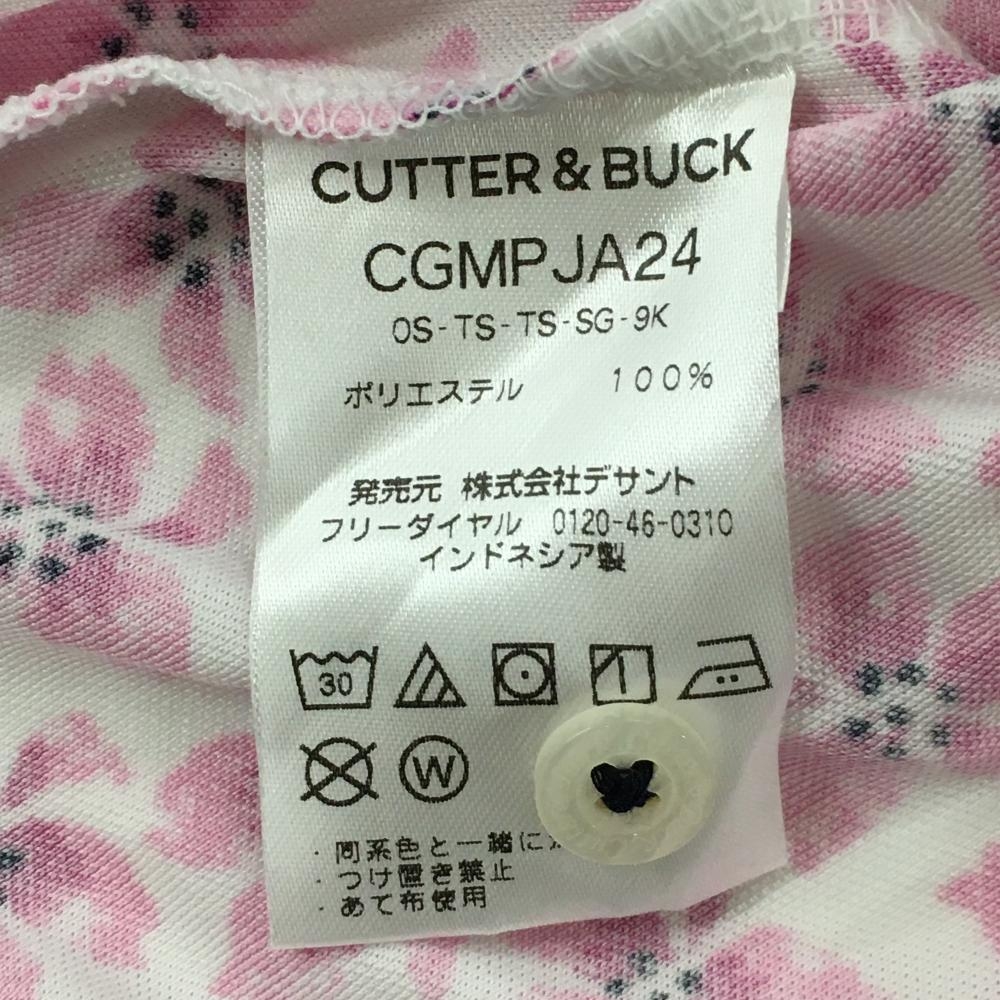 CUTTER & BUCK
CGMPJA24
OS-TS-TS-SG-9K
ポリエステル 100%
発売元 株式会社デサント
フリーダイヤル 0120-46-0310
インドネシア製
30
W
・同系色と一緒に
・つけ置き禁止
・あて布使用